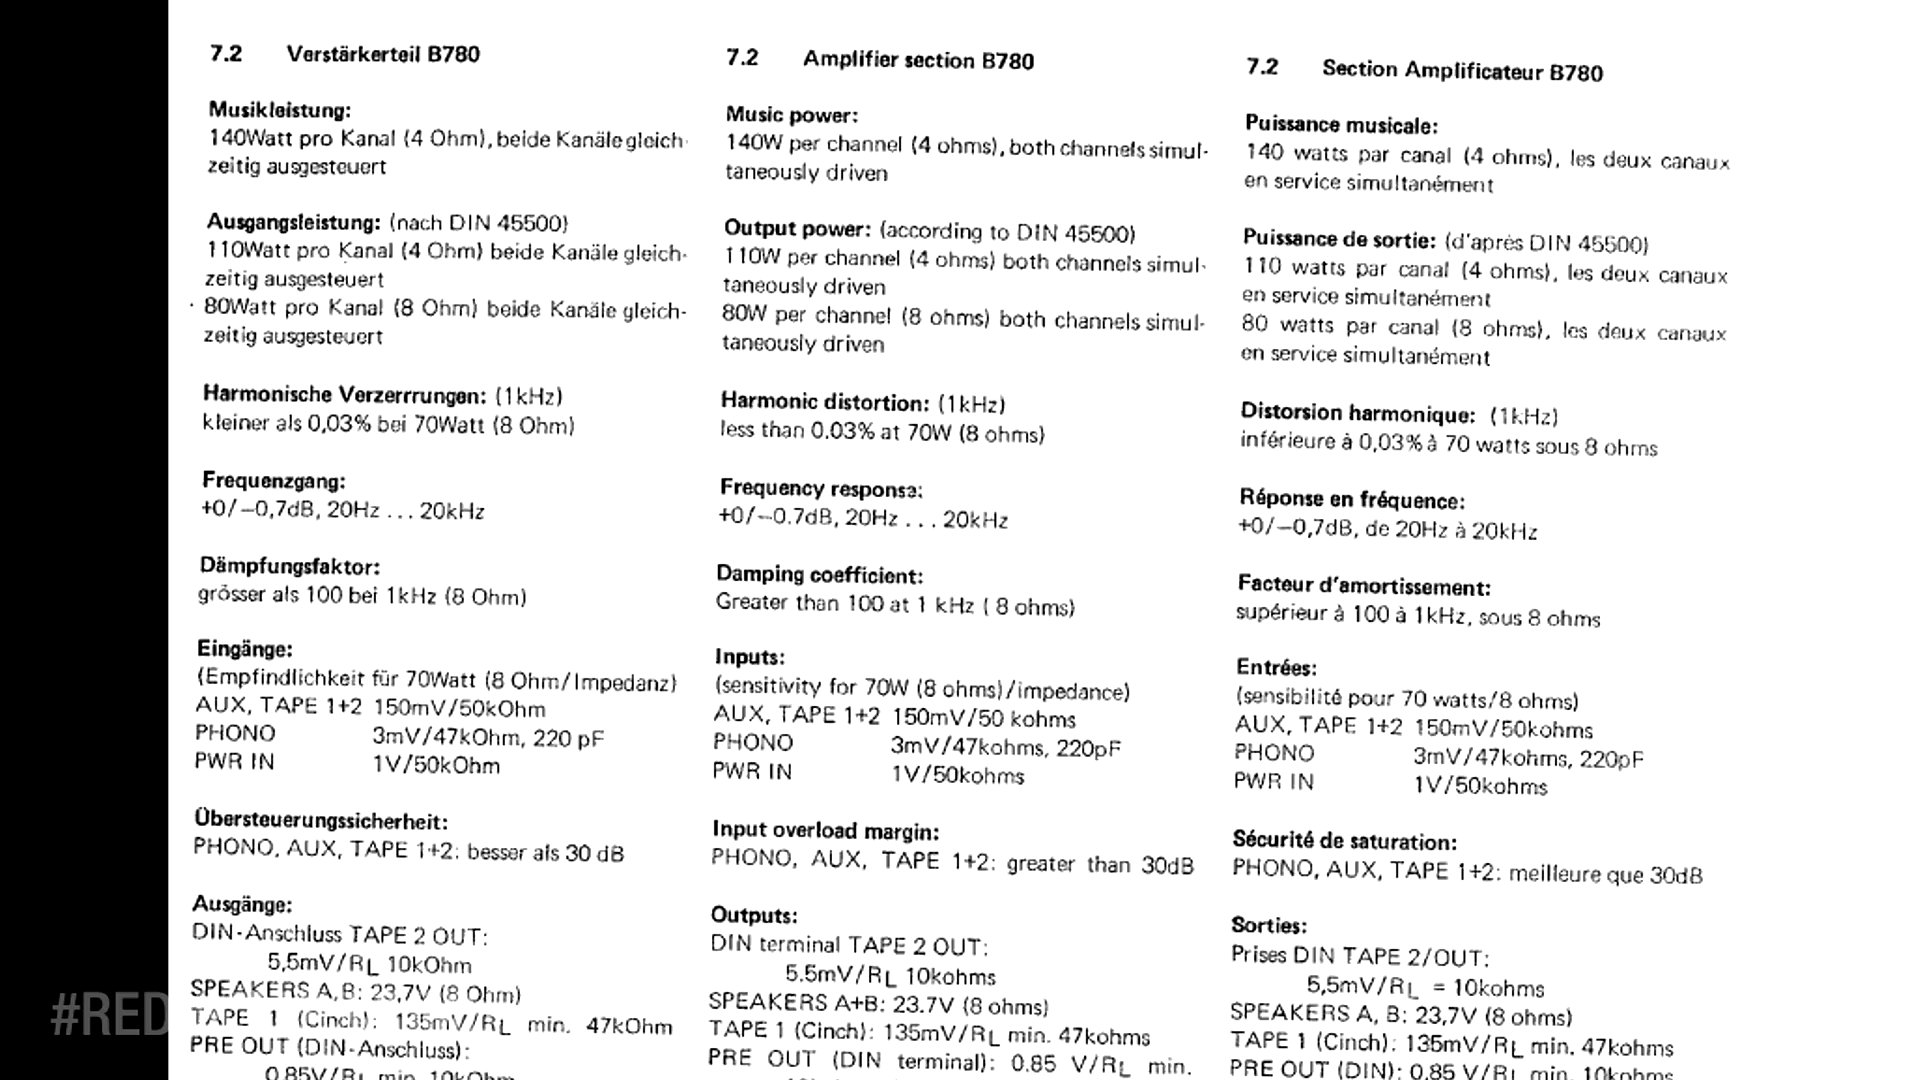 7.2 Verstärkerteil B780
Musikleistung:
140Watt pro Kanal (4 Ohm), beide Kanäle gleich-
zeitig ausgesteuert
Ausgangsleistung: (nach DIN 45500)
110Watt pro Kanal (4 Ohm) beide Kanäle gleich-
zeitig ausgesteuert
80Watt pro Kanal (8 Ohm) beide Kanäle gleich-
zeitig ausgesteuert
Harmonische Verzerrrungen: (1kHz)
kleiner als 0,03% bei 70Watt (8 Ohm)
Frequenzgang:
+0/–0,7dB, 20Hz ... 20kHz
Dämpfungsfaktor:
grösser als 100 bei 1kHz (8 Ohm)
Eingänge:
(Empfindlichkeit für 70Watt (8 Ohm/Impedanz)
AUX, TAPE 1+2 150mV/50kOhm
PHONO 3mV/47kOhm, 220 pF
PWR IN 1V/50kOhm
Übersteuerungssicherheit:
PHONO, AUX, TAPE 1+2: besser als 30 dB
Ausgänge:
DIN-Anschluss TAPE 2 OUT:
5,5mV/RL 10kOhm
SPEAKERS A,B: 23,7V (8 Ohm)
TAPE 1 (Cinch): 135mV/RL min. 47kOhm
PRE OUT (DIN-Anschluss):
0,85V/RL min. 10kOhm
7.2 Amplifier section B780
Music power:
140W per channel (4 ohms), both channels simul-
taneously driven
Output power: (according to DIN 45500)
110W per channel (4 ohms) both channels simul-
taneously driven
80W per channel (8 ohms) both channels simul-
taneously driven
Harmonic distortion: (1kHz)
less than 0.03% at 70W (8 ohms)
Frequency response:
+0/–0.7dB, 20Hz ... 20kHz
Damping coefficient:
Greater than 100 at 1 kHz ( 8 ohms)
Inputs:
(sensitivity for 70W (8 ohms)/impedance)
AUX, TAPE 1+2 150mV/50 kohms
PHONO 3mV/47kohms, 220pF
PWR IN 1V/50kohms
Input overload margin:
PHONO, AUX, TAPE 1+2: greater than 30dB
Outputs:
DIN terminal TAPE 2 OUT:
5.5mV/RL 10kohms
SPEAKERS A+B: 23.7V (8 ohms)
TAPE 1 (Cinch): 135mV/RL min. 47kohms
PRE OUT (DIN terminal): 0.85 V/RL min.
7.2 Section Amplificateur B780
Puissance musicale:
140 watts par canal (4 ohms), les deux canaux
en service simultanément
Puissance de sortie: (d'après DIN 45500)
110 watts par canal (4 ohms), les deux canaux
en service simultanément
80 watts par canal (8 ohms), les deux canaux
en service simultanément
Distorsion harmonique: (1kHz)
inférieure à 0,03% à 70 watts sous 8 ohms
Réponse en fréquence:
+0/–0,7dB, de 20Hz à 20kHz
Facteur d'amortissement:
supérieur à 100 à 1kHz, sous 8 ohms
Entrées:
(sensibilité pour 70 watts/8 ohms)
AUX, TAPE 1+2 150mV/50kohms
PHONO 3mV/47kohms, 220pF
PWR IN 1V/50kohms
Sécurité de saturation:
PHONO, AUX, TAPE 1+2: meilleure que 30dB
Sorties:
Prises DIN TAPE 2/OUT:
5,5mV/RL = 10kohms
SPEAKERS A, B: 23,7V (8 ohms)
TAPE 1 (Cinch): 135mV/RL min. 47kohms
PRE OUT (DIN): 0,85 V/RL min. 10kohms
#RED